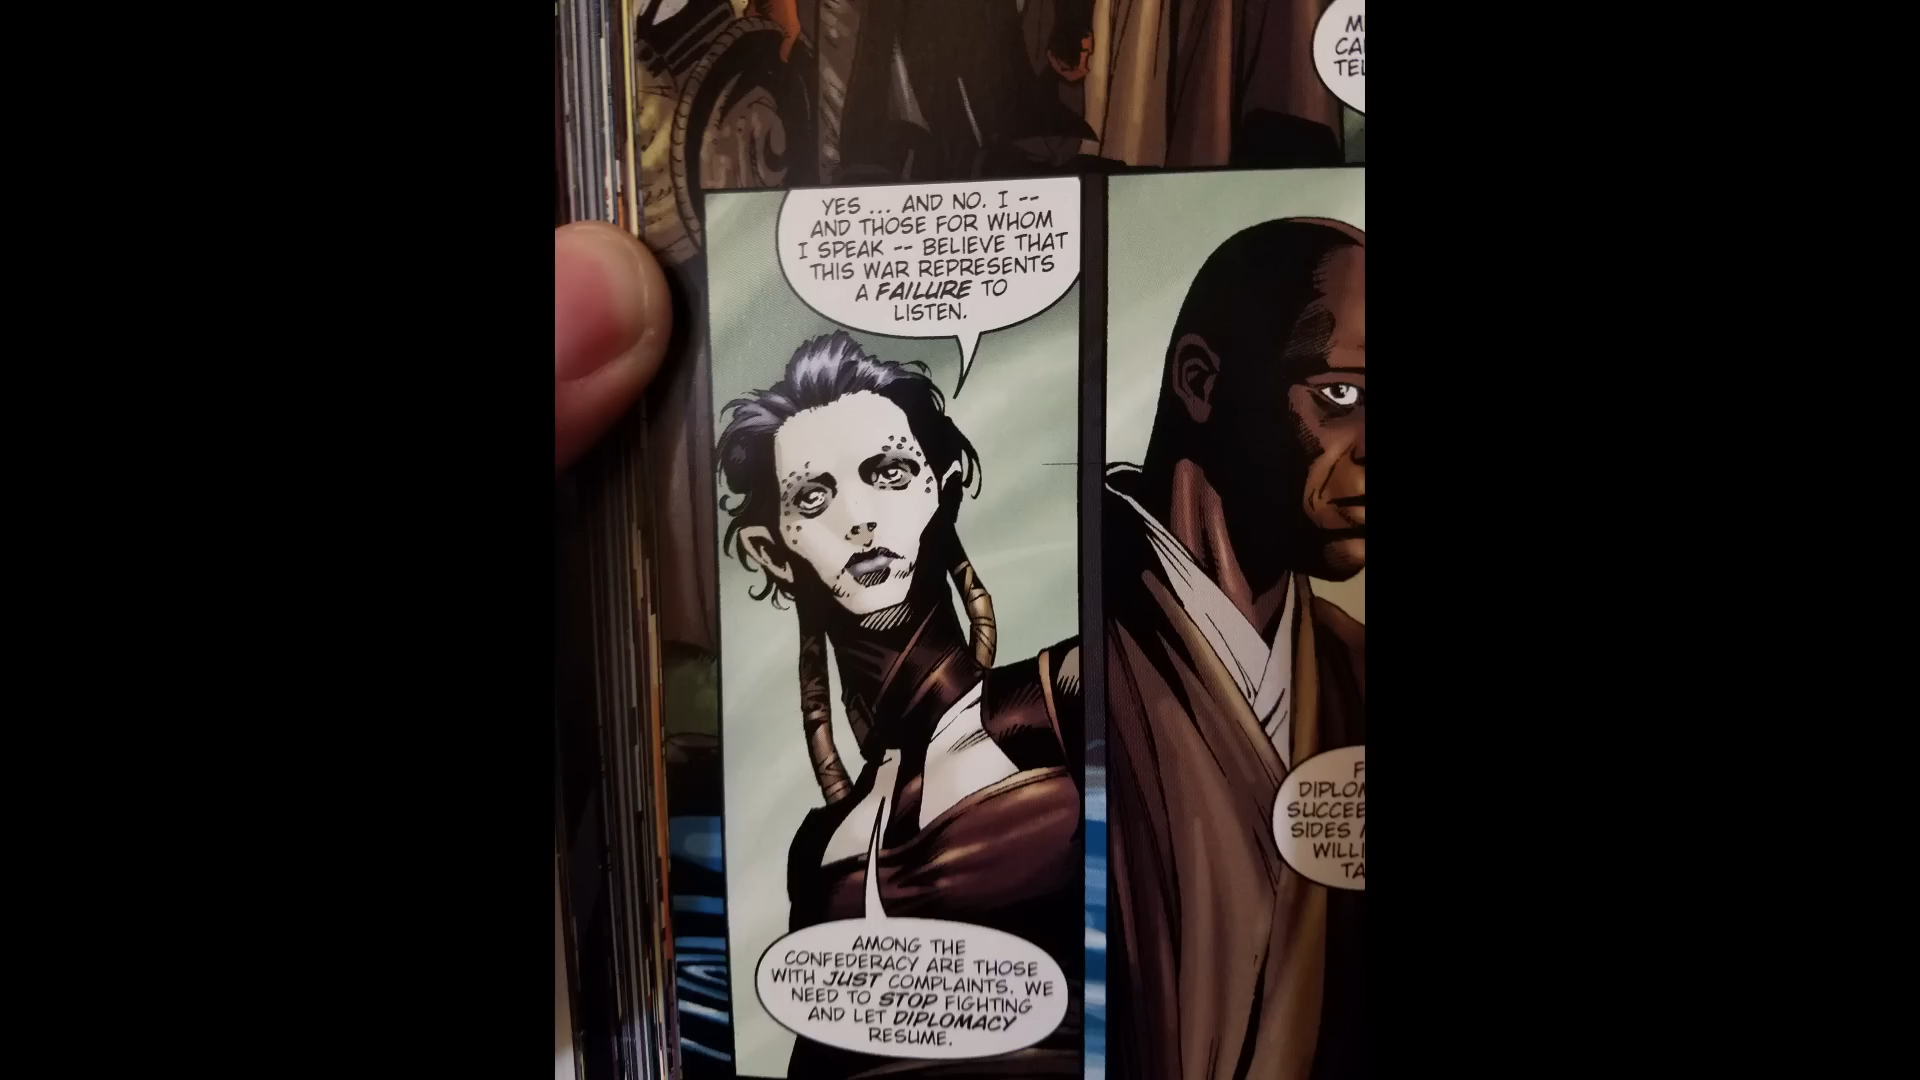 YES ... AND NO. I --
AND THOSE FOR WHOM
I SPEAK -- BELIEVE THAT
THIS WAR REPRESENTS
A FAILURE TO
LISTEN.
AMONG THE
CONFEDERACY ARE THOSE
WITH JUST COMPLAINTS. WE
NEED TO STOP FIGHTING
AND LET DIPLOMACY
RESUME.
SIDES